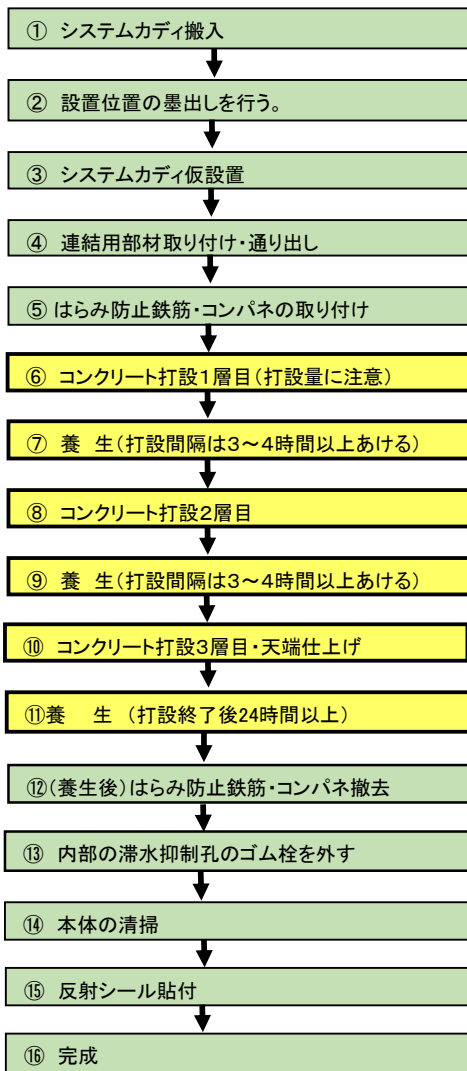 ① システムカディ搬入
② 設置位置の墨出しを行う。
③ システムカディ仮設置
④ 連結用部材取り付け・通り出し
⑤ はらみ防止鉄筋・コンパネの取り付け
⑥ コンクリート打設1層目(打設量に注意)
⑦ 養 生(打設間隔は3～4時間以上あける)
⑧ コンクリート打設2層目
⑨ 養 生(打設間隔は3～4時間以上あける)
⑩ コンクリート打設3層目・天端仕上げ
⑪養 生 (打設終了後24時間以上)
⑫(養生後)はらみ防止鉄筋・コンパネ撤去
⑬ 内部の滞水抑制孔のゴム栓を外す
⑭ 本体の清掃
⑮ 反射シール貼付
⑯ 完成